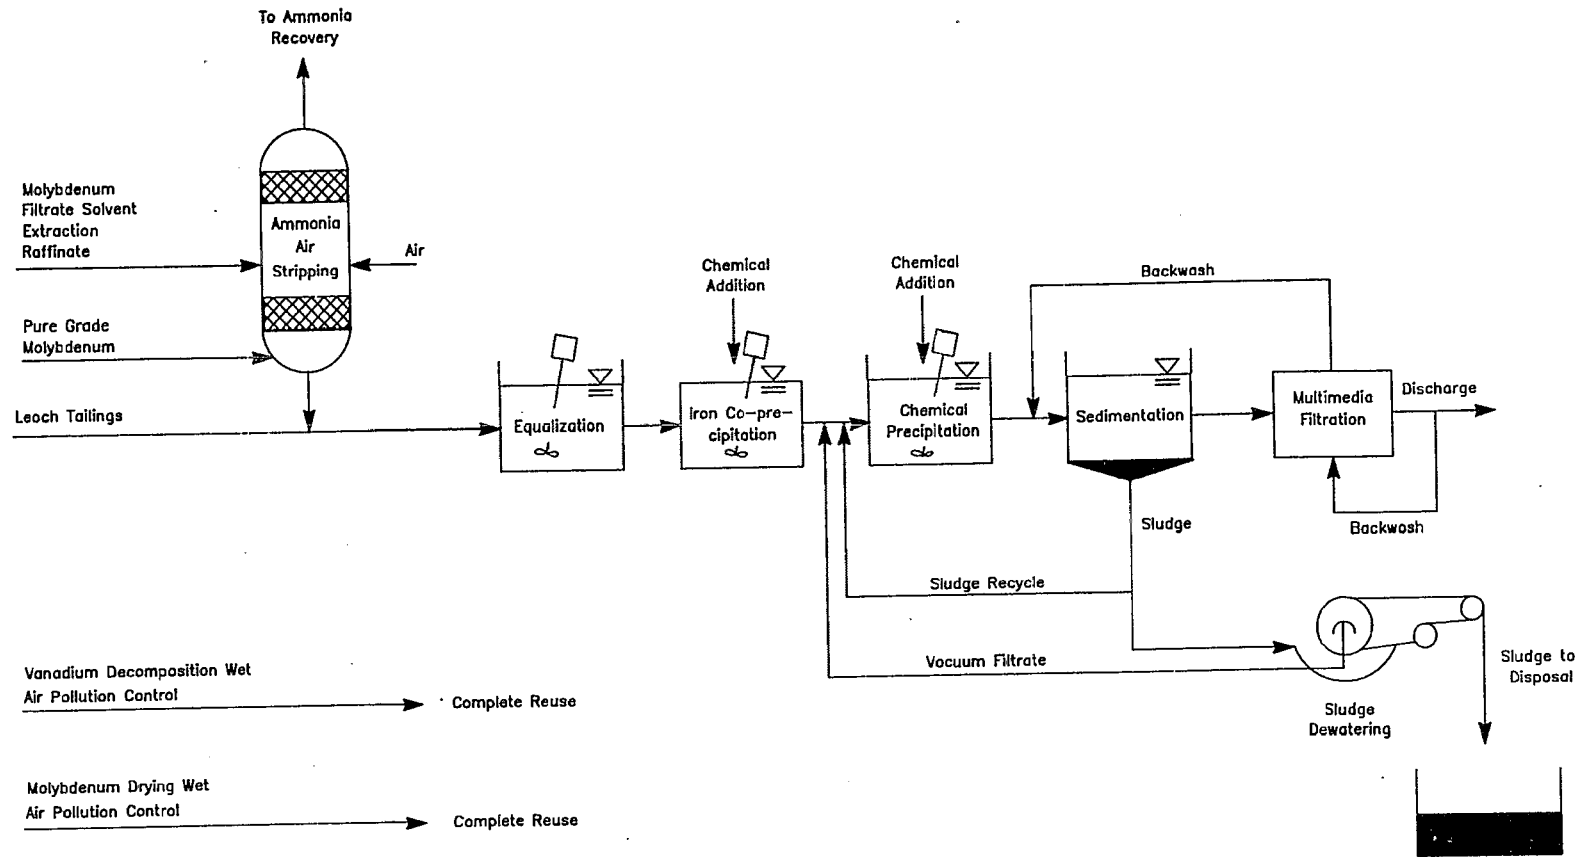 To Ammonia
Recovery
Molybdenum
Filtrate Solvent
Extraction
Raffinate
Ammonia
Air
Stripping
Air
Pure Grade
Molybdenum
Leach Tailings
Equalization
Chemical
Addition
Iron Co-pre-
cipitation
Chemical
Addition
Chemical
Precipitation
Backwash
Sedimentation
Multimedia
Filtration
Discharge
Backwash
Sludge
Sludge Recycle
Vacuum Filtrate
Sludge
Dewatering
Sludge to
Disposal
Vanadium Decomposition Wet
Air Pollution Control
Complete Reuse
Molybdenum Drying Wet
Air Pollution Control
Complete Reuse